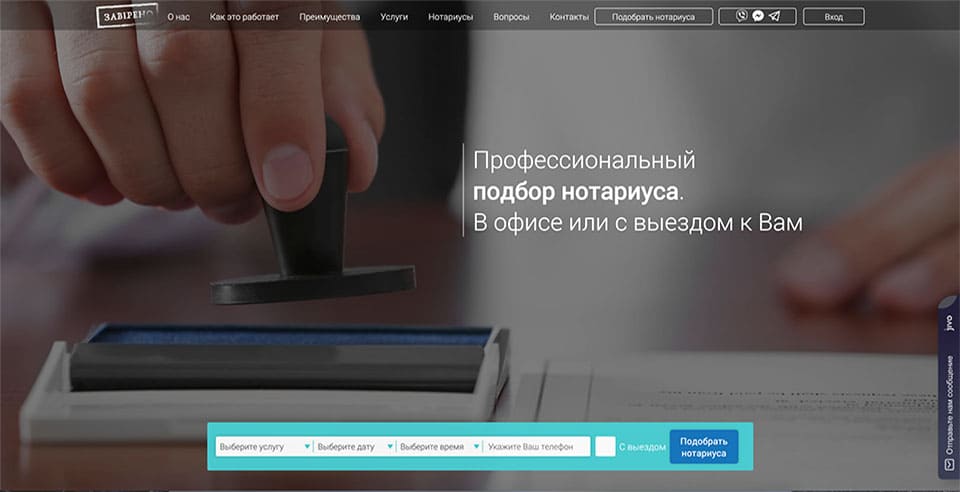 ЗАВІРЕНО
О нас
Как это работает
Преимущества
Услуги
Нотариусы
Вопросы
Контакты
Подобрать нотариуса
Вход
Профессиональный
подбор нотариуса.
В офисе или с выездом к Вам
jivo
Отправьте нам сообщение
Выберите услугу
Выберите дату
Выберите время
Укажите Ваш телефон
С выездом
Подобрать
нотариуса